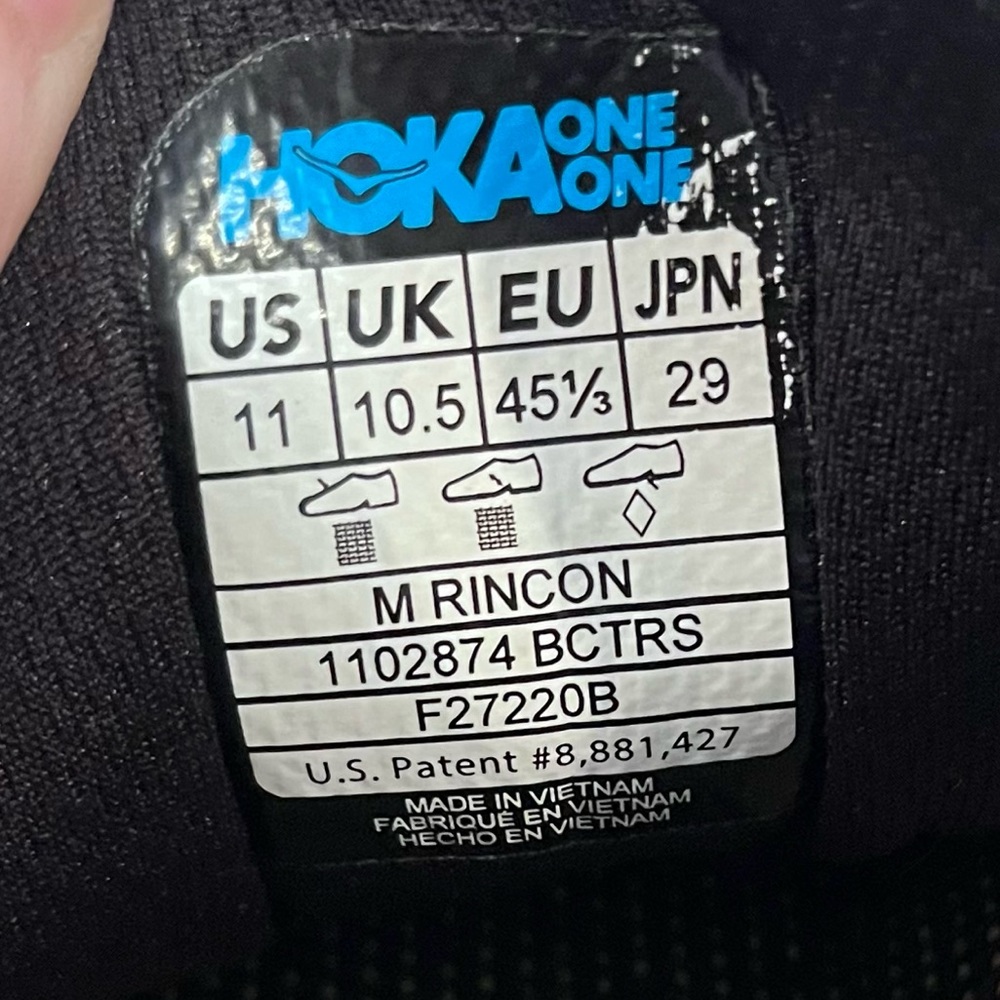 HOKA ONE ONE
US UK EU JPN
11 10.5 45⅓ 29
M RINCON
1102874 BCTRS
F27220B
U.S. Patent #8,881,427
MADE IN VIETNAM
FABRIQUÉ EN VIETNAM
HECHO EN VIETNAM